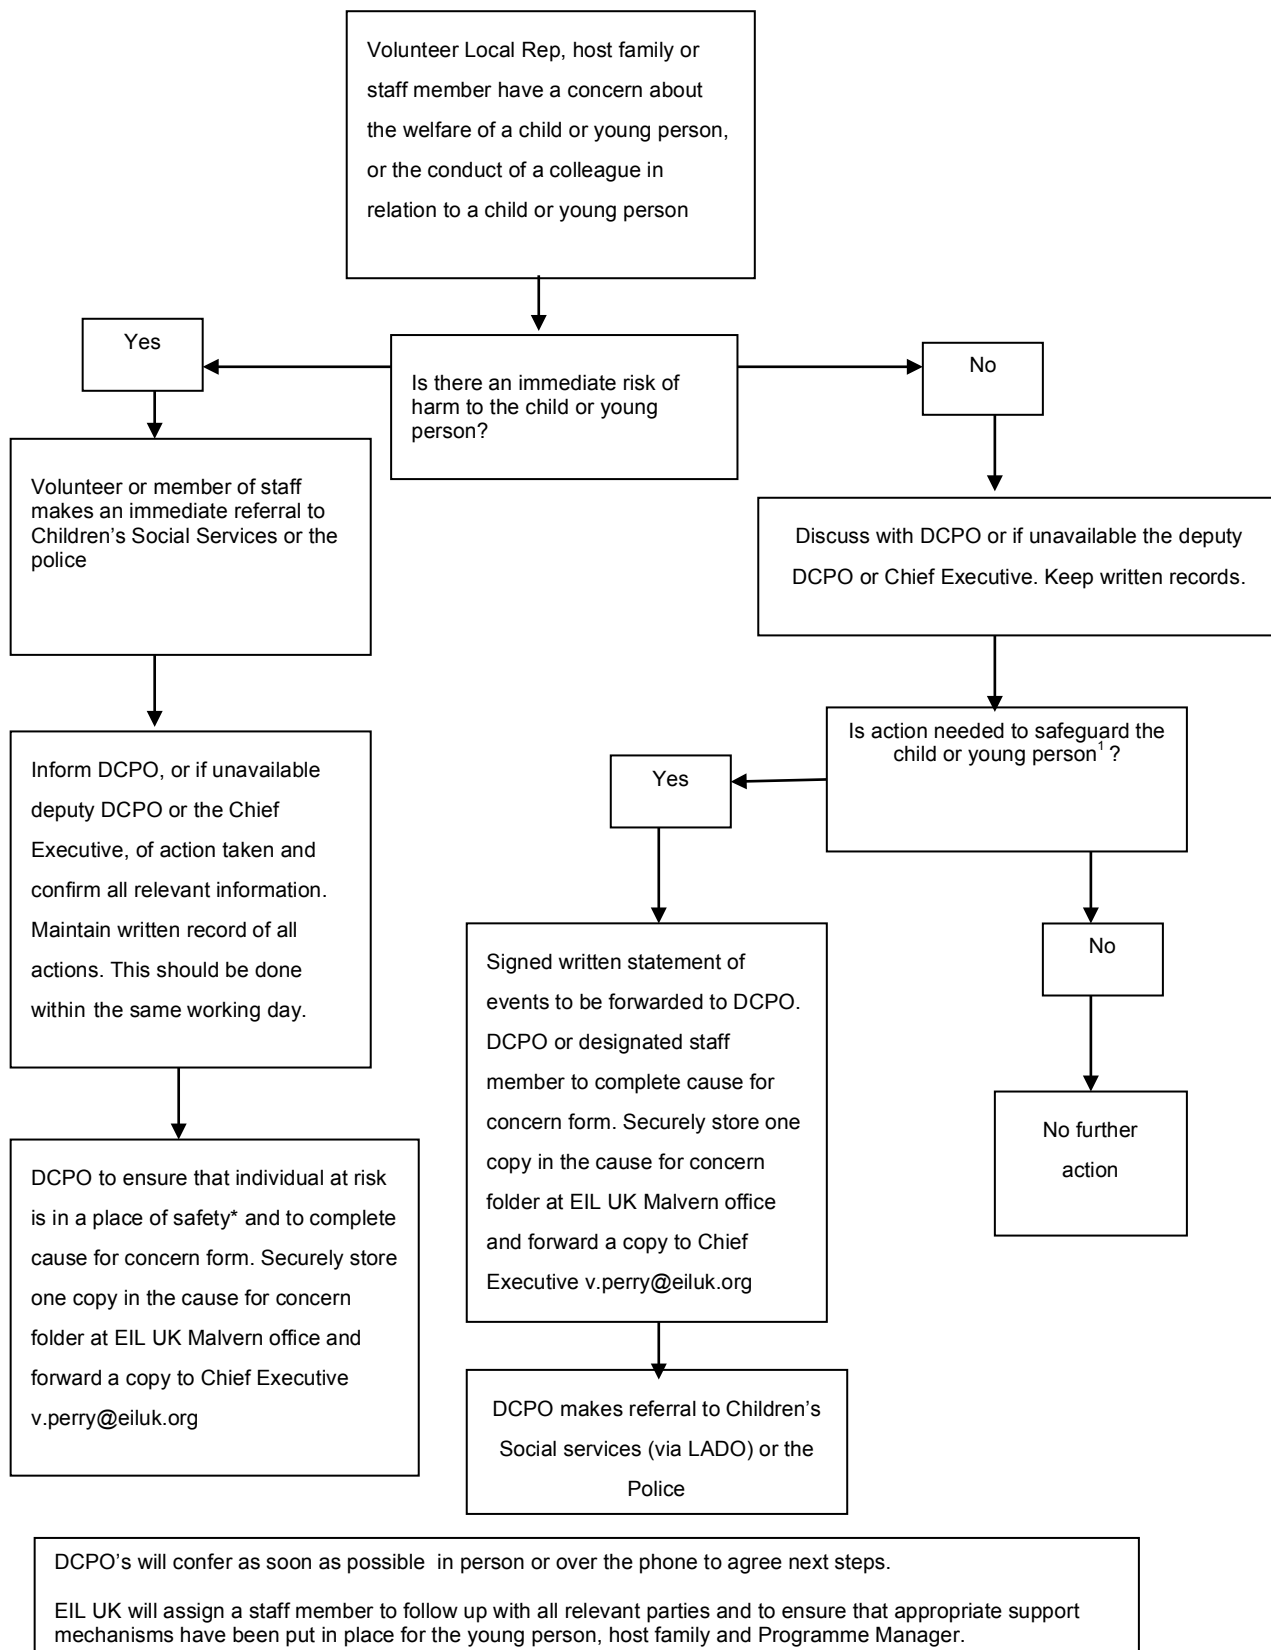 Volunteer Local Rep, host family or
staff member have a concern about
the welfare of a child or young person,
or the conduct of a colleague in
relation to a child or young person
Yes
Is there an immediate risk of
harm to the child or young
person?
No
Volunteer or member of staff
makes an immediate referral to
Children’s Social Services or the
police
Discuss with DCPO or if unavailable the deputy
DCPO or Chief Executive. Keep written records.
Inform DCPO, or if unavailable
deputy DCPO or the Chief
Executive, of action taken and
confirm all relevant information.
Maintain written record of all
actions. This should be done
within the same working day.
Is action needed to safeguard the
child or young person¹ ?
Yes
No
Signed written statement of
events to be forwarded to DCPO.
DCPO or designated staff
member to complete cause for
concern form. Securely store one
copy in the cause for concern
folder at EIL UK Malvern office
and forward a copy to Chief
Executive v.perry@eiluk.org
No further
action
DCPO to ensure that individual at risk
is in a place of safety* and to complete
cause for concern form. Securely store
one copy in the cause for concern
folder at EIL UK Malvern office and
forward a copy to Chief Executive
v.perry@eiluk.org
DCPO makes referral to Children’s
Social services (via LADO) or the
Police
DCPO’s will confer as soon as possible in person or over the phone to agree next steps.
EIL UK will assign a staff member to follow up with all relevant parties and to ensure that appropriate support
mechanisms have been put in place for the young person, host family and Programme Manager.